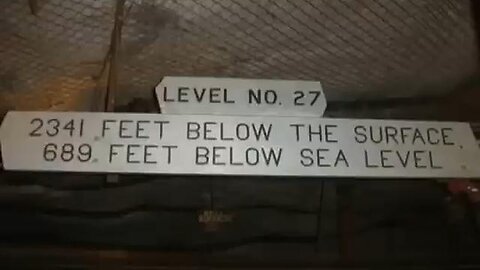 LEVEL NO. 27
2341 FEET BELOW THE SURFACE
689 FEET BELOW SEA LEVEL